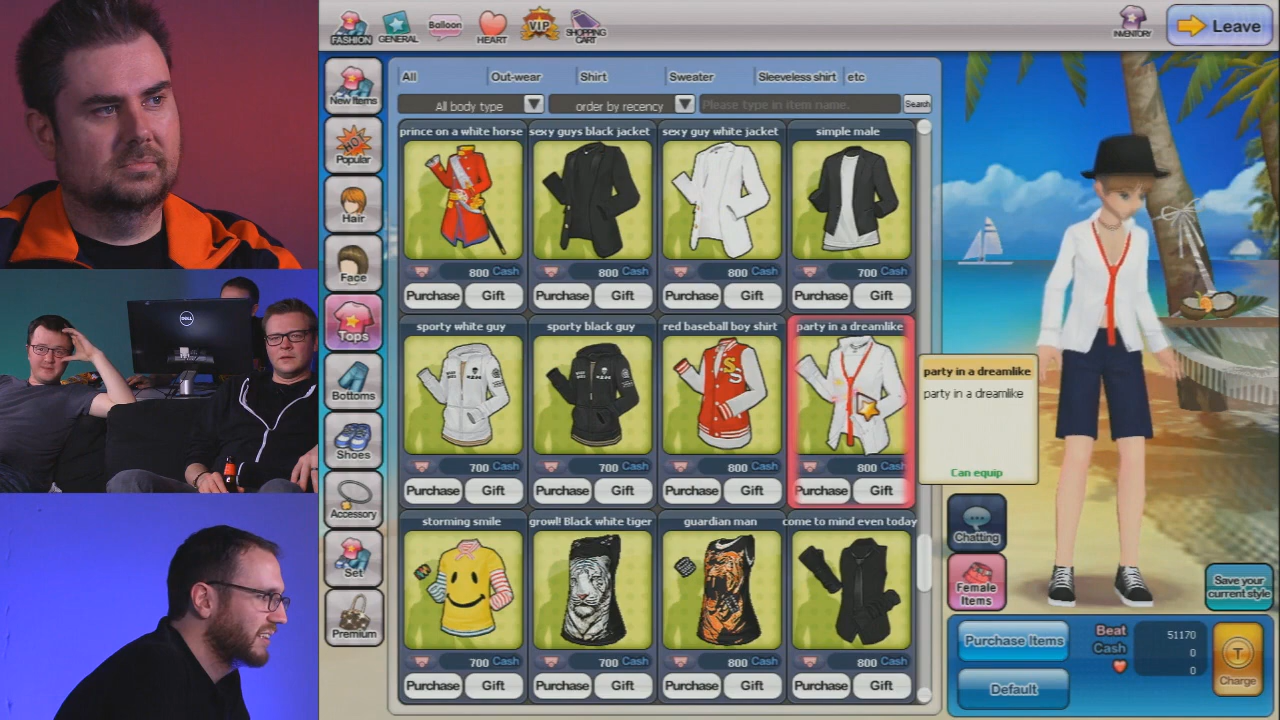 FASHION
GENERAL
Balloon
HEART
VIP
SHOPPING CART
INVENTORY
Leave
New Items
HOT
Popular
Hair
Face
Tops
Bottoms
Shoes
Accessory
Set
Premium
All
Out-wear
Shirt
Sweater
Sleeveless shirt
etc
All body type
order by recency
Please type in item name.
Search
prince on a white horse
sexy guys black jacket
sexy guy white jacket
simple male
800 Cash
800 Cash
800 Cash
700 Cash
Purchase Gift
Purchase Gift
Purchase Gift
Purchase Gift
sporty white guy
sporty black guy
red baseball boy shirt
party in a dreamlike
700 Cash
700 Cash
800 Cash
800 Cash
Purchase Gift
Purchase Gift
Purchase Gift
Purchase Gift
storming smile
growl! Black white tiger
guardian man
come to mind even today
700 Cash
700 Cash
800 Cash
800 Cash
Purchase Gift
Purchase Gift
Purchase Gift
Purchase Gift
party in a dreamlike
party in a dreamlike
Can equip
Chatting
Female
Items
Save your
current style
Purchase Items
Default
Beat 51170
Cash 0
0
T
Charge
DELL